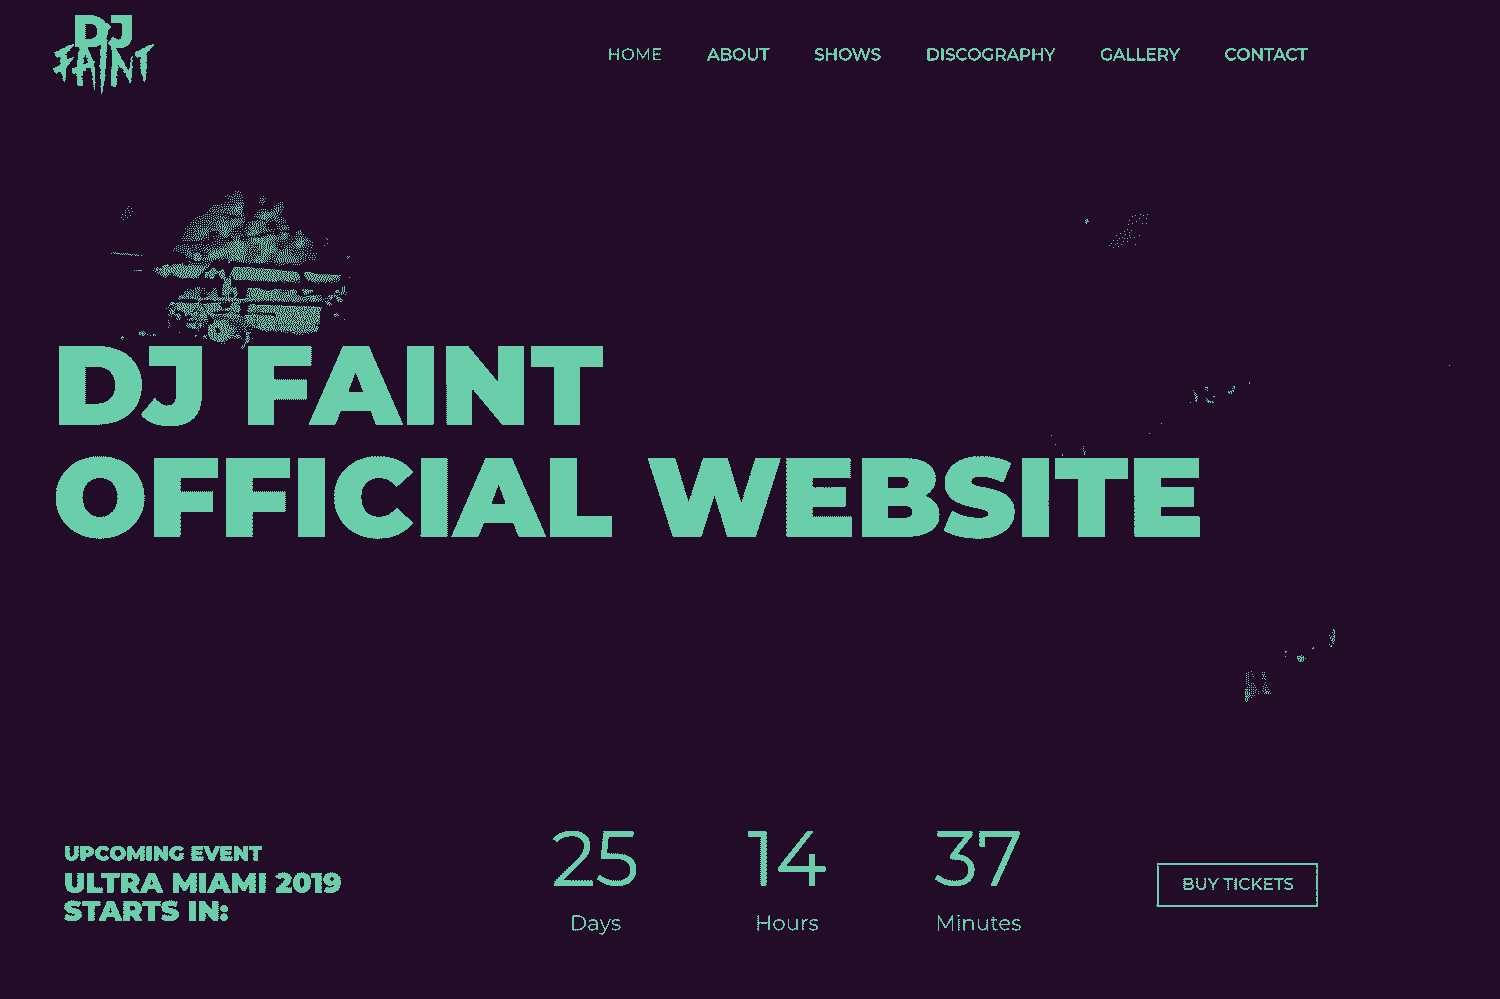 DJ
FAINT
HOME
ABOUT
SHOWS
DISCOGRAPHY
GALLERY
CONTACT
DJ FAINT
OFFICIAL WEBSITE
UPCOMING EVENT
ULTRA MIAMI 2019
STARTS IN:
25
Days
14
Hours
37
Minutes
BUY TICKETS